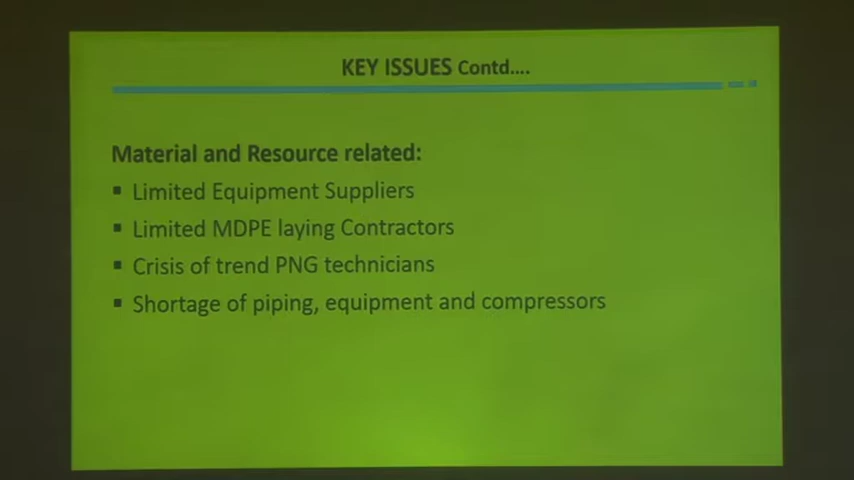 KEY ISSUES Contd....
Material and Resource related:
▪ Limited Equipment Suppliers
▪ Limited MDPE laying Contractors
▪ Crisis of trend PNG technicians
▪ Shortage of piping, equipment and compressors